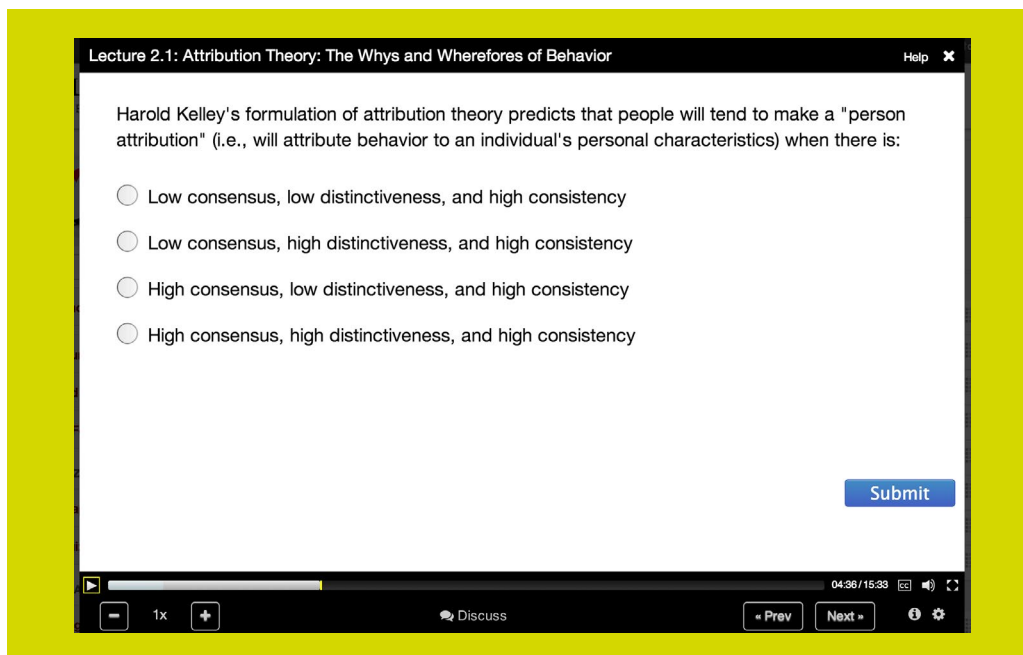 Lecture 2.1: Attribution Theory: The Whys and Wherefores of Behavior
Help ✖
Harold Kelley's formulation of attribution theory predicts that people will tend to make a "person
attribution" (i.e., will attribute behavior to an individual's personal characteristics) when there is:
Low consensus, low distinctiveness, and high consistency
Low consensus, high distinctiveness, and high consistency
High consensus, low distinctiveness, and high consistency
High consensus, high distinctiveness, and high consistency
Submit
04:36 / 15:33 CC
1x
Discuss
« Prev
Next »